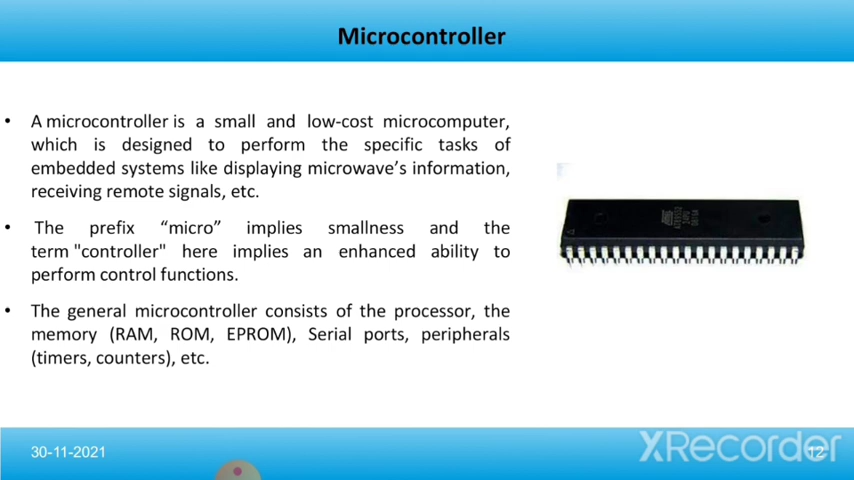 Microcontroller
• A microcontroller is a small and low-cost microcomputer,
which is designed to perform the specific tasks of
embedded systems like displaying microwave's information,
receiving remote signals, etc.
• The prefix “micro” implies smallness and the
term "controller" here implies an enhanced ability to
perform control functions.
• The general microcontroller consists of the processor, the
memory (RAM, ROM, EPROM), Serial ports, peripherals
(timers, counters), etc.
30-11-2021
XRecorder
12